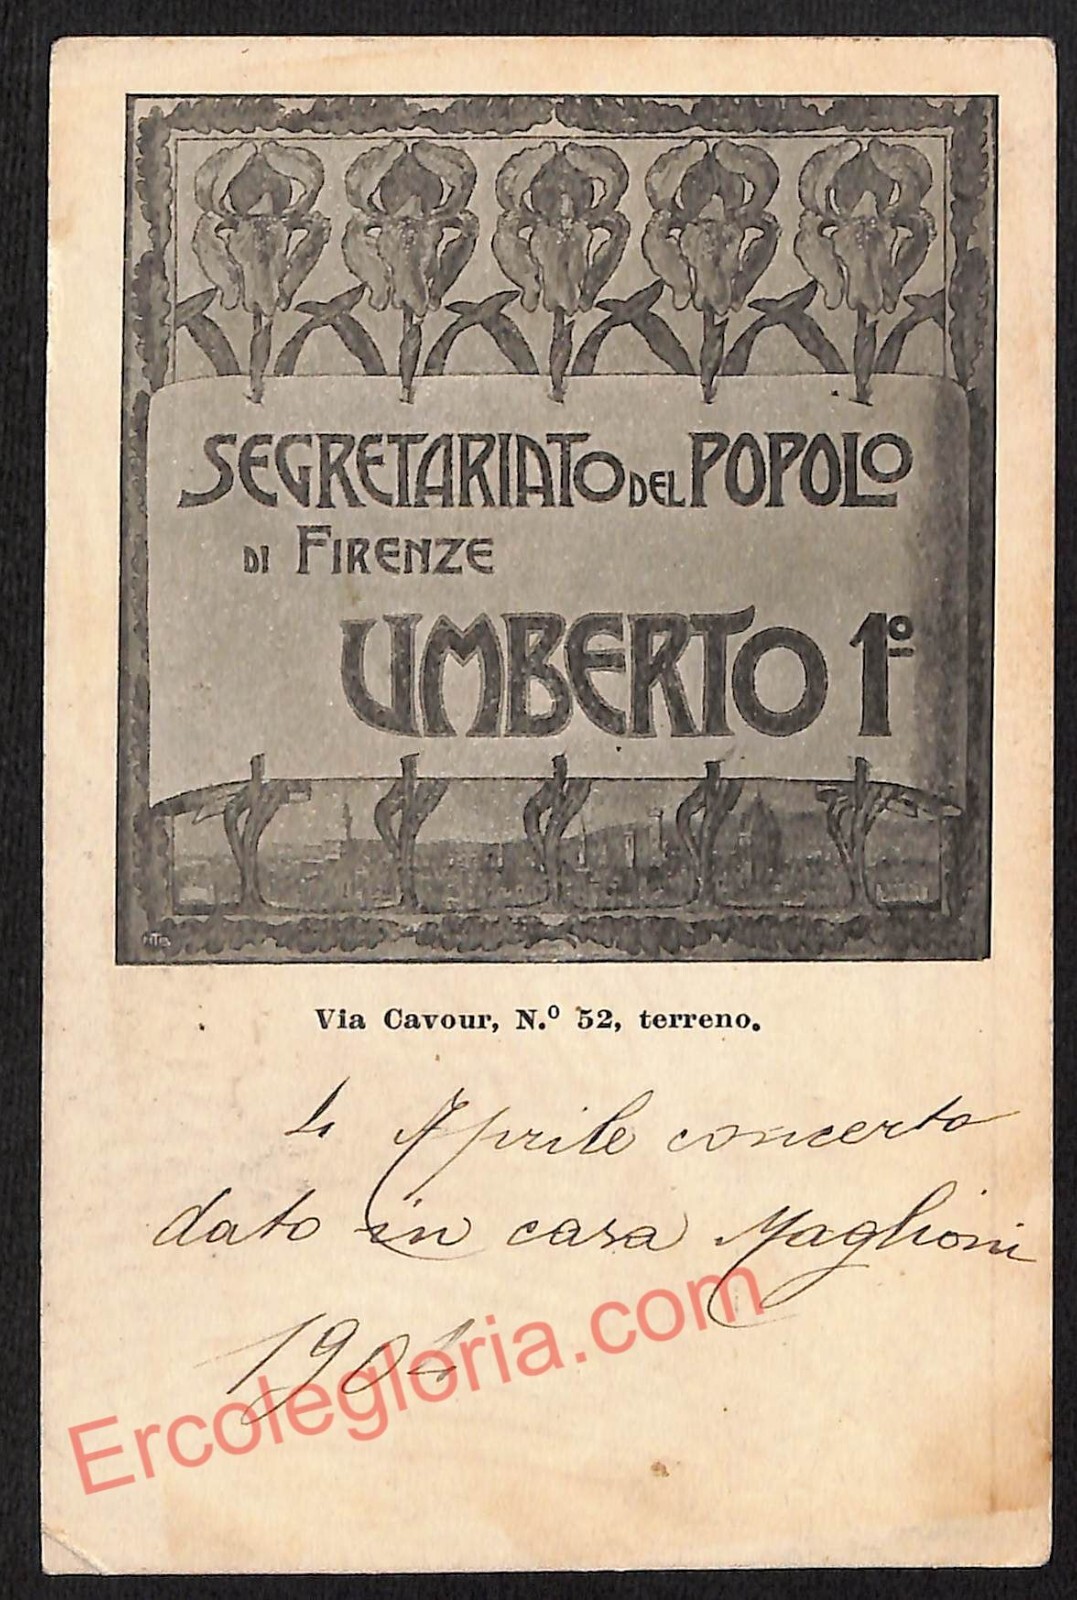 SEGRETARIATO DEL POPOLO
DI FIRENZE
UMBERTO 1º
Via Cavour, N.º 52, terreno.
4 Aprile concerto
dato in casa Maglioni
1904
Ercolegloria.com